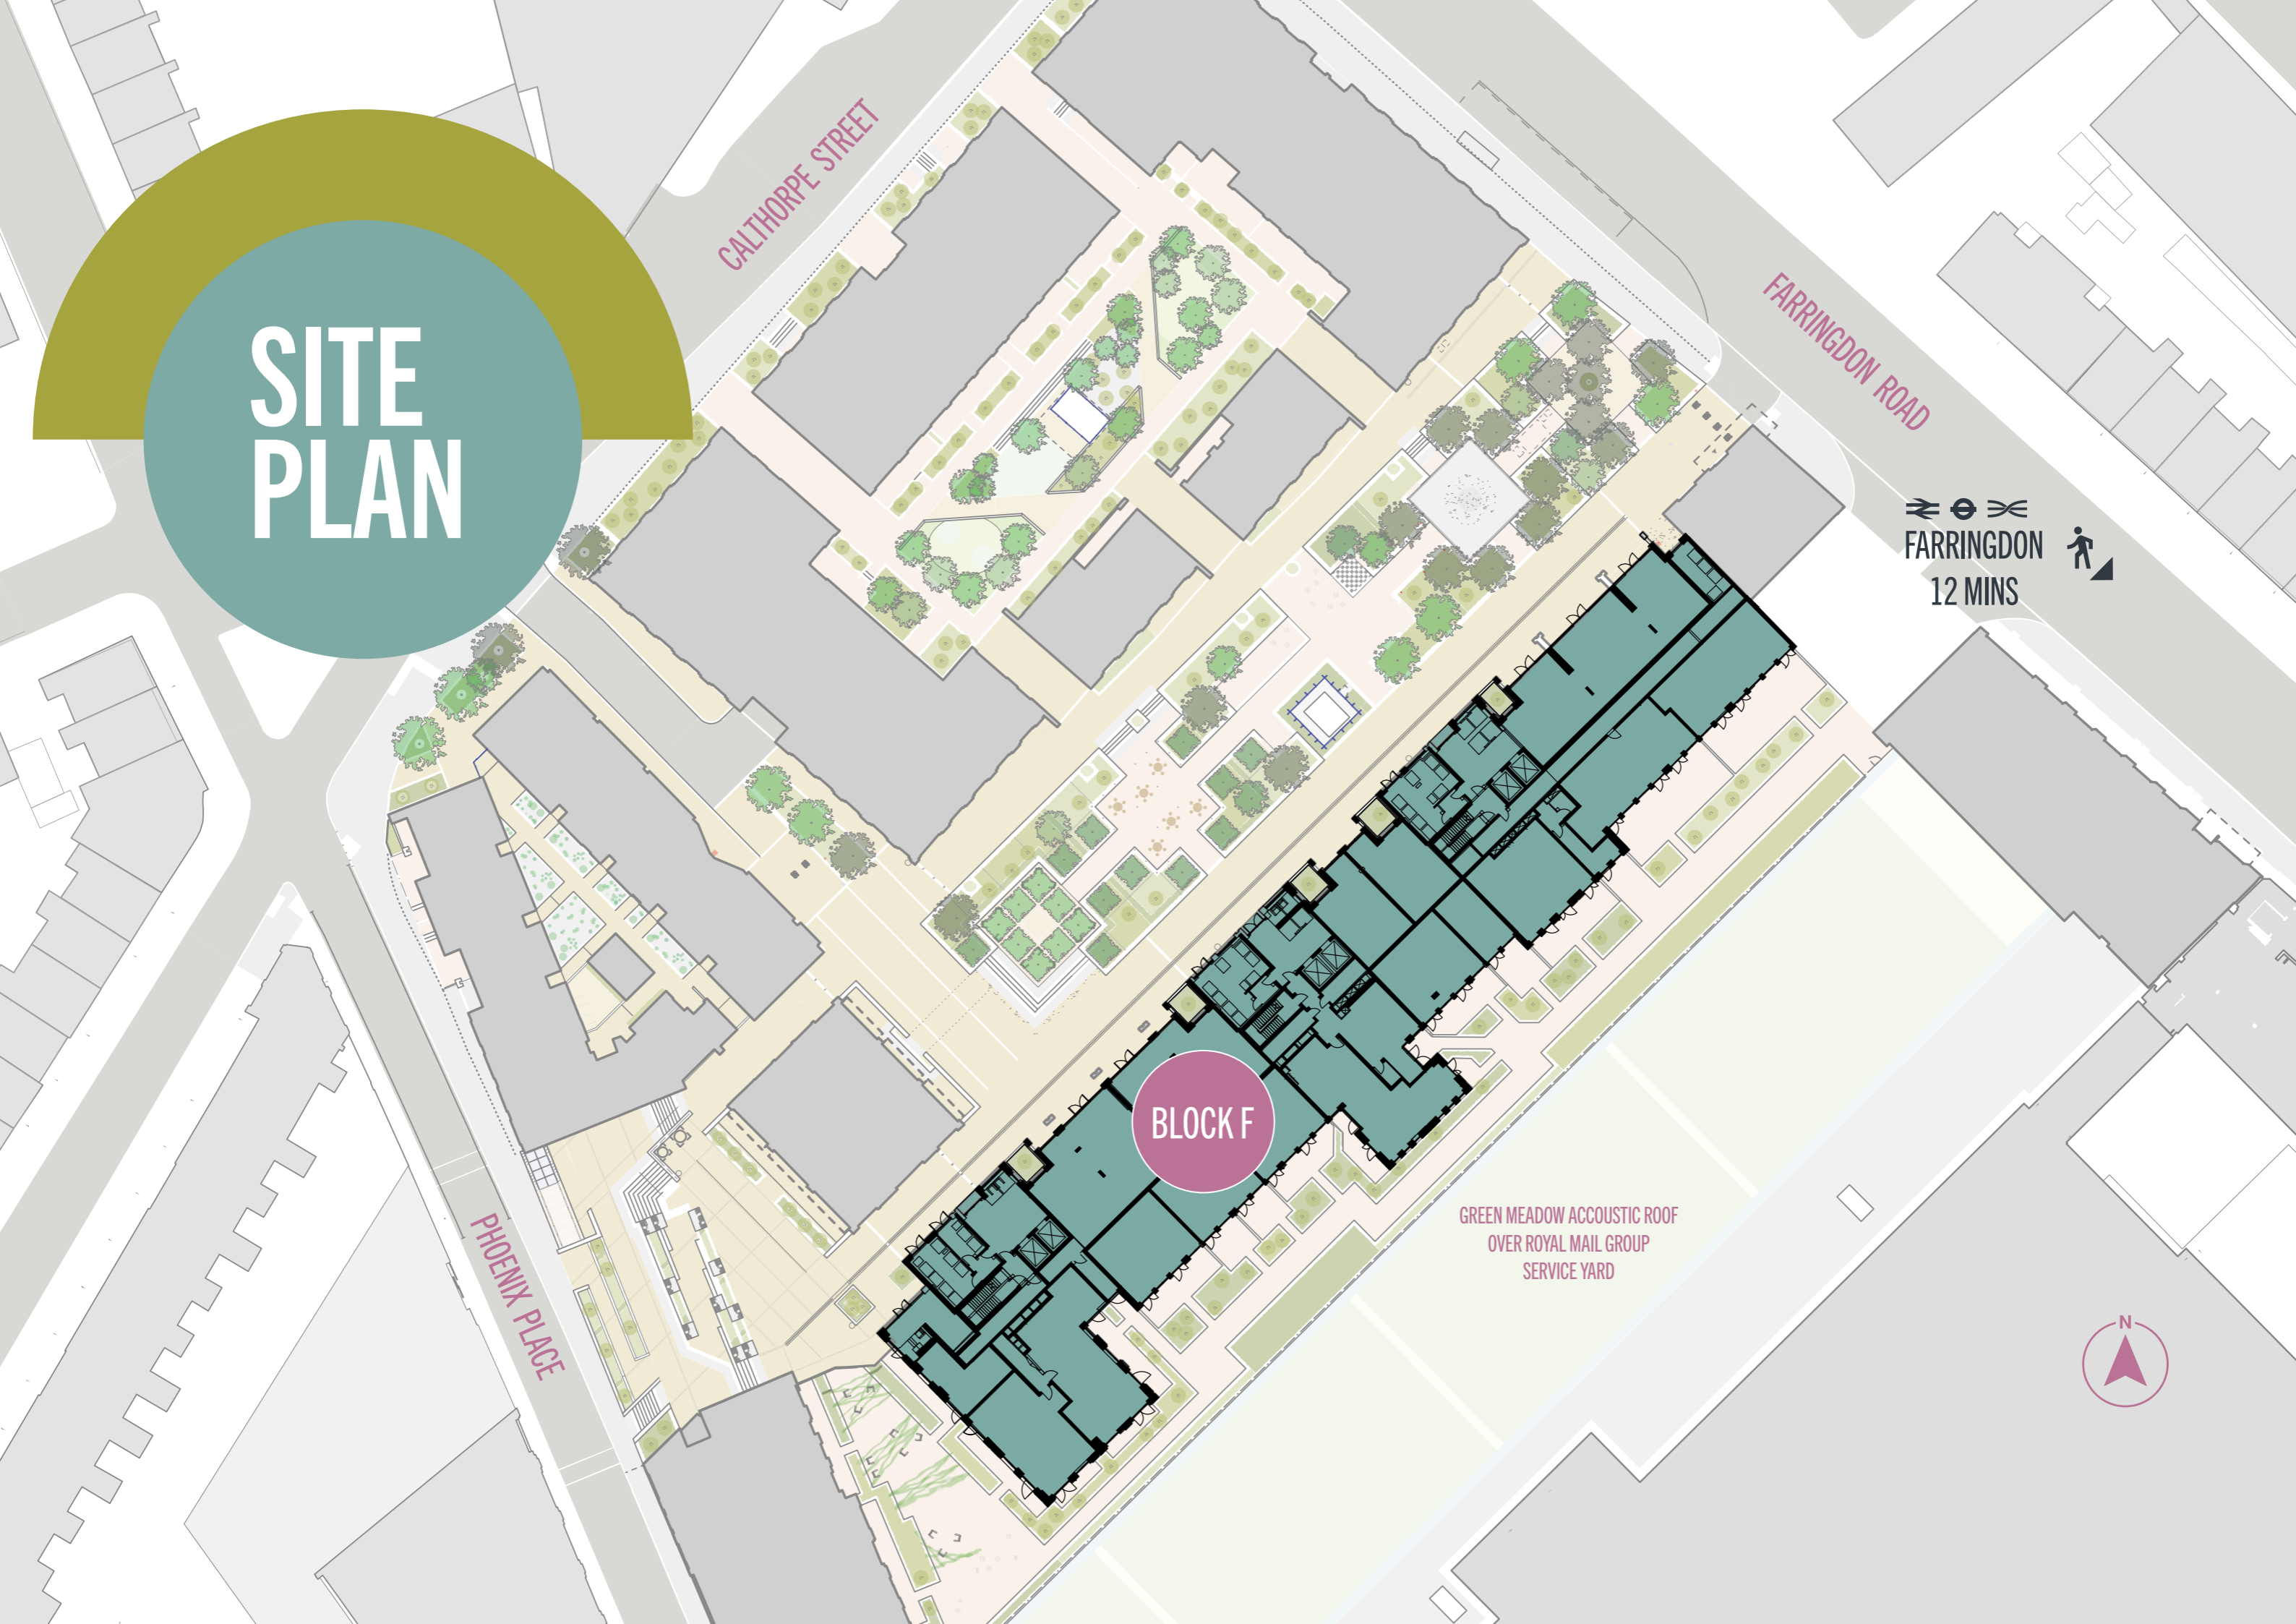 SITE
PLAN
CALTHORPE STREET
FARRINGDON ROAD
FARRINGDON
12 MINS
BLOCK F
PHOENIX PLACE
GREEN MEADOW ACCOUSTIC ROOF
OVER ROYAL MAIL GROUP
SERVICE YARD
N